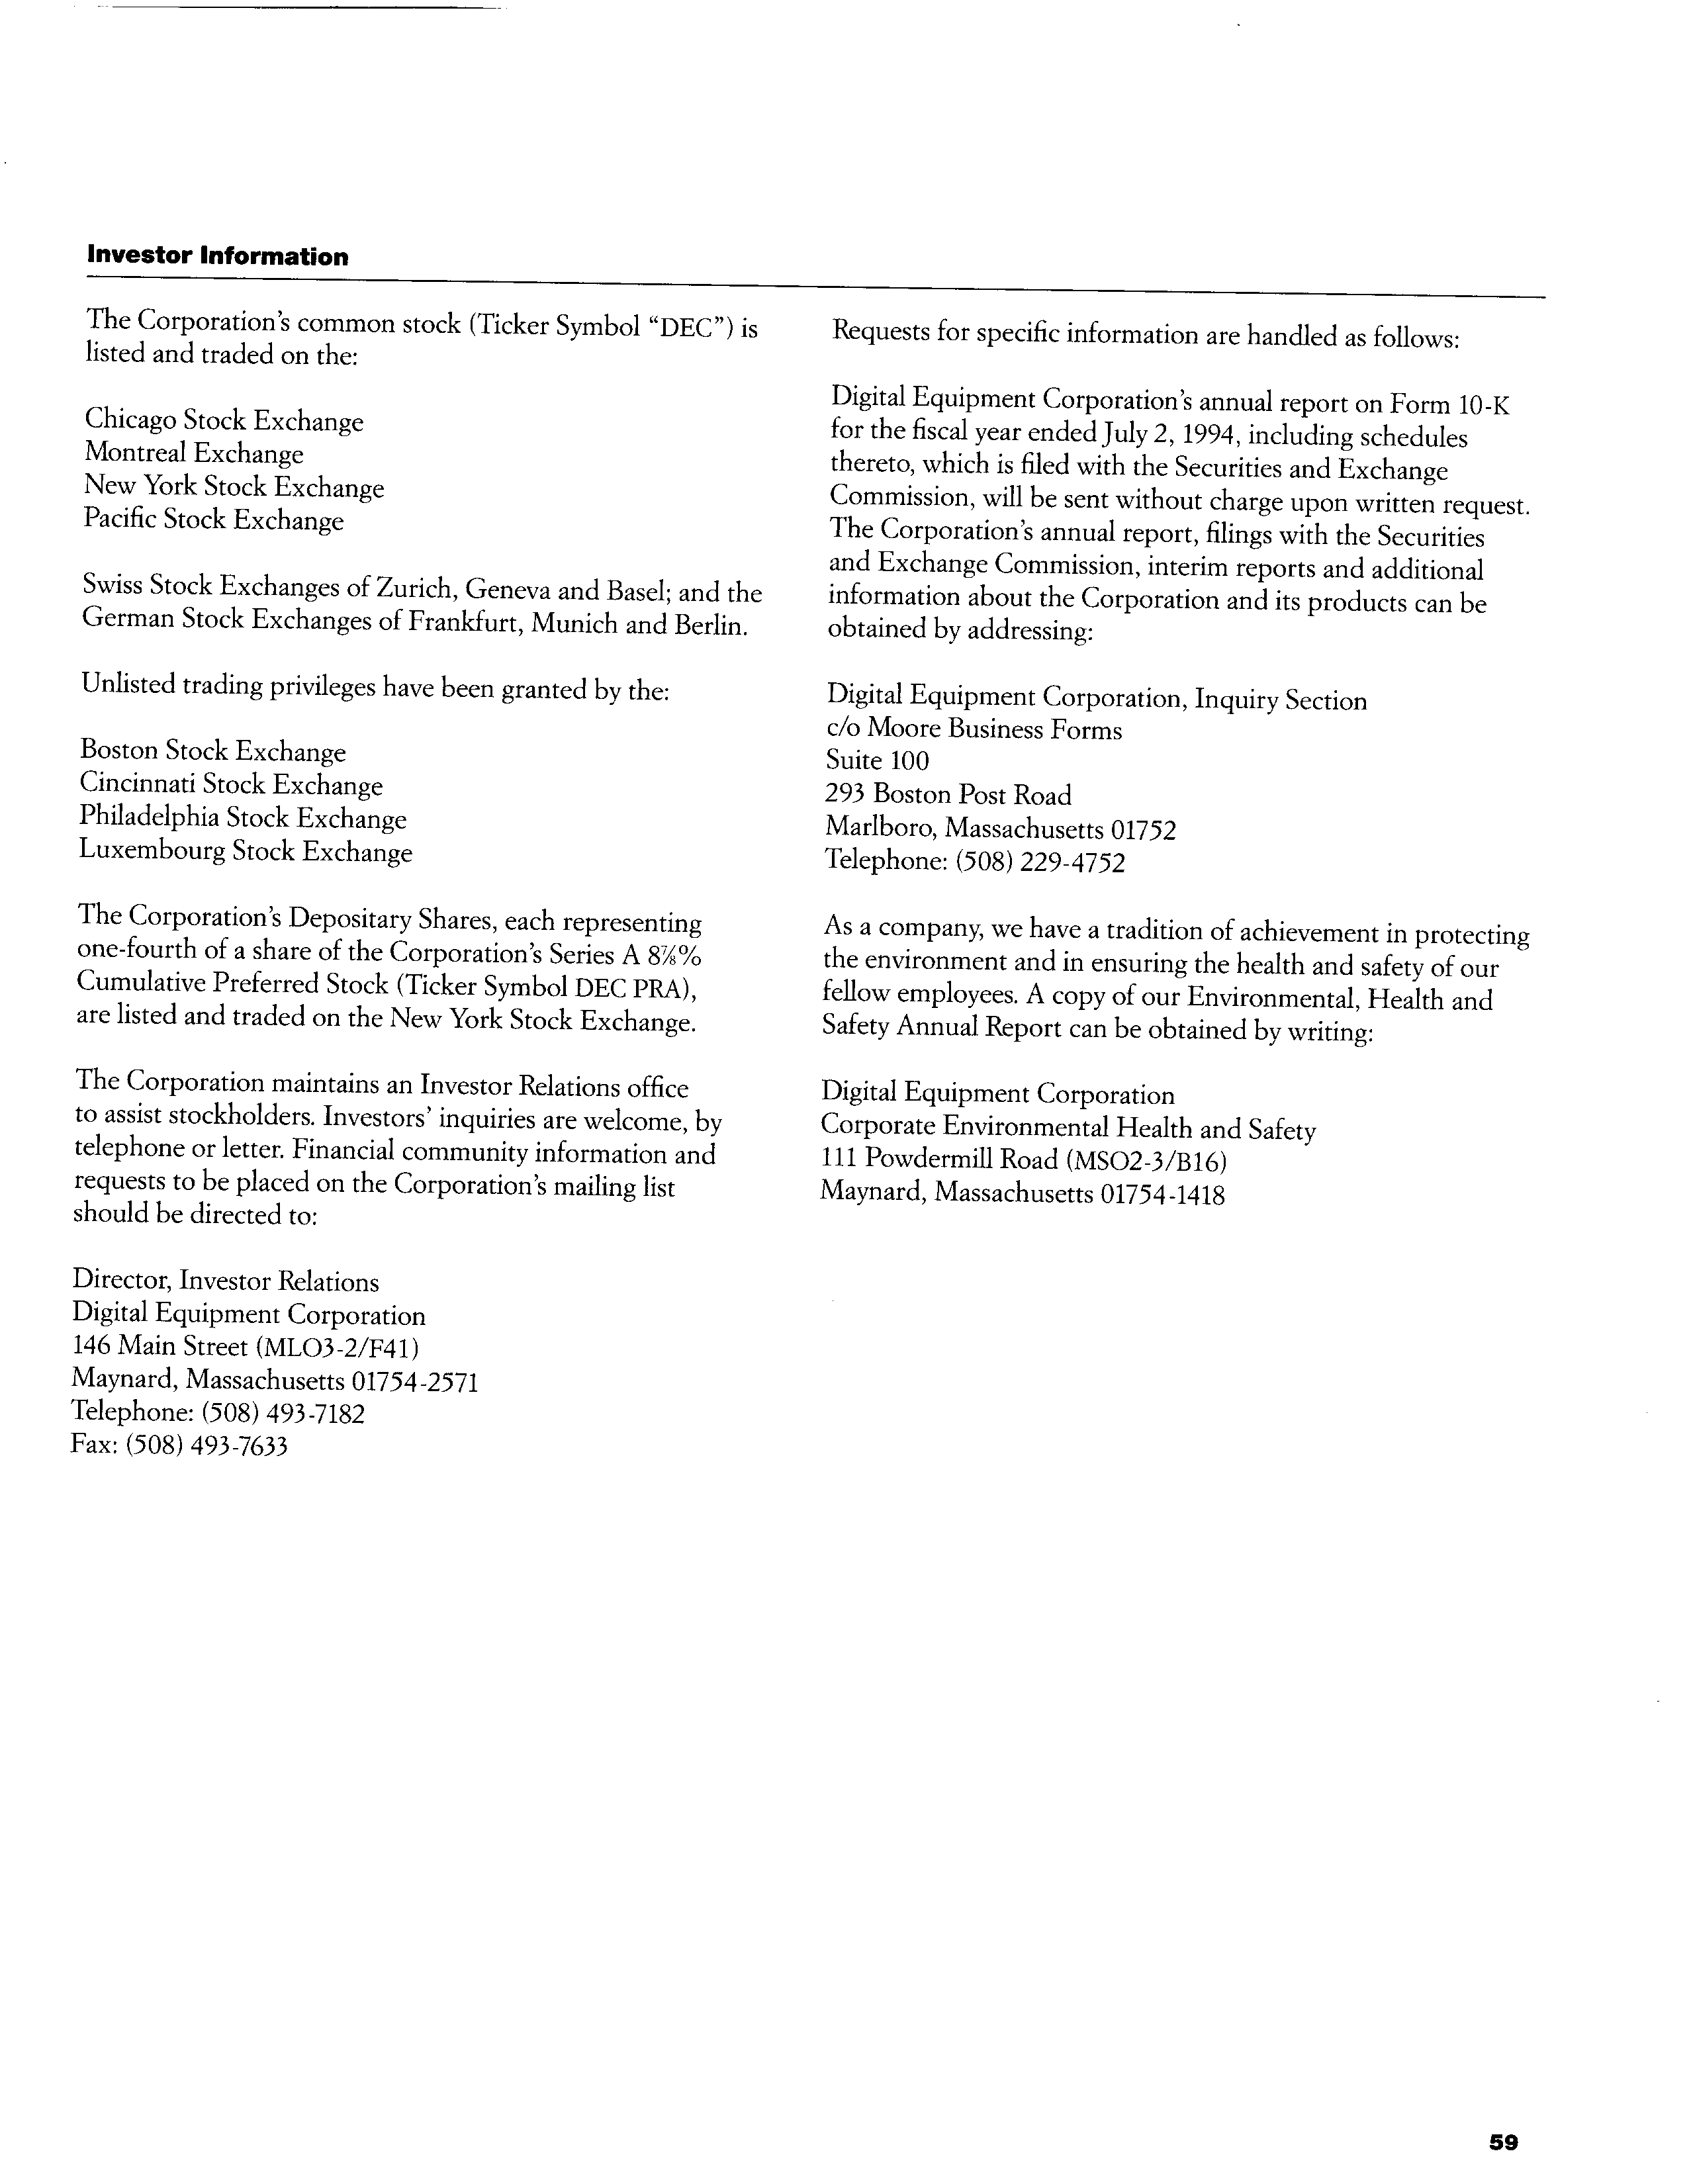 Investor Information
The Corporation's common stock (Ticker Symbol “DEC”) is
listed and traded on the:
Chicago Stock Exchange
Montreal Exchange
New York Stock Exchange
Pacific Stock Exchange
Swiss Stock Exchanges of Zurich, Geneva and Basel; and the
German Stock Exchanges of Frankfurt, Munich and Berlin.
Unlisted trading privileges have been granted by the:
Boston Stock Exchange
Cincinnati Stock Exchange
Philadelphia Stock Exchange
Luxembourg Stock Exchange
The Corporation's Depositary Shares, each representing
one-fourth of a share of the Corporation's Series A 8⅞%
Cumulative Preferred Stock (Ticker Symbol DEC PRA),
are listed and traded on the New York Stock Exchange.
The Corporation maintains an Investor Relations office
to assist stockholders. Investors' inquiries are welcome, by
telephone or letter. Financial community information and
requests to be placed on the Corporation's mailing list
should be directed to:
Director, Investor Relations
Digital Equipment Corporation
146 Main Street (MLO3-2/F41)
Maynard, Massachusetts 01754-2571
Telephone: (508) 493-7182
Fax: (508) 493-7633
Requests for specific information are handled as follows:
Digital Equipment Corporation's annual report on Form 10-K
for the fiscal year ended July 2, 1994, including schedules
thereto, which is filed with the Securities and Exchange
Commission, will be sent without charge upon written request.
The Corporation's annual report, filings with the Securities
and Exchange Commission, interim reports and additional
information about the Corporation and its products can be
obtained by addressing:
Digital Equipment Corporation, Inquiry Section
c/o Moore Business Forms
Suite 100
293 Boston Post Road
Marlboro, Massachusetts 01752
Telephone: (508) 229-4752
As a company, we have a tradition of achievement in protecting
the environment and in ensuring the health and safety of our
fellow employees. A copy of our Environmental, Health and
Safety Annual Report can be obtained by writing:
Digital Equipment Corporation
Corporate Environmental Health and Safety
111 Powdermill Road (MSO2-3/B16)
Maynard, Massachusetts 01754-1418
59